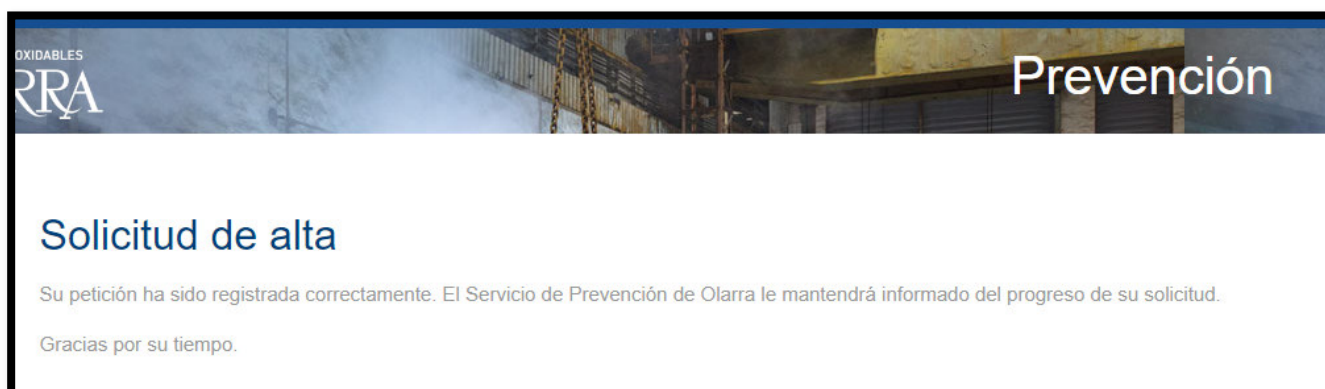 OXIDABLES
RRA
Prevención
Solicitud de alta
Su petición ha sido registrada correctamente. El Servicio de Prevención de Olarra le mantendrá informado del progreso de su solicitud.
Gracias por su tiempo.